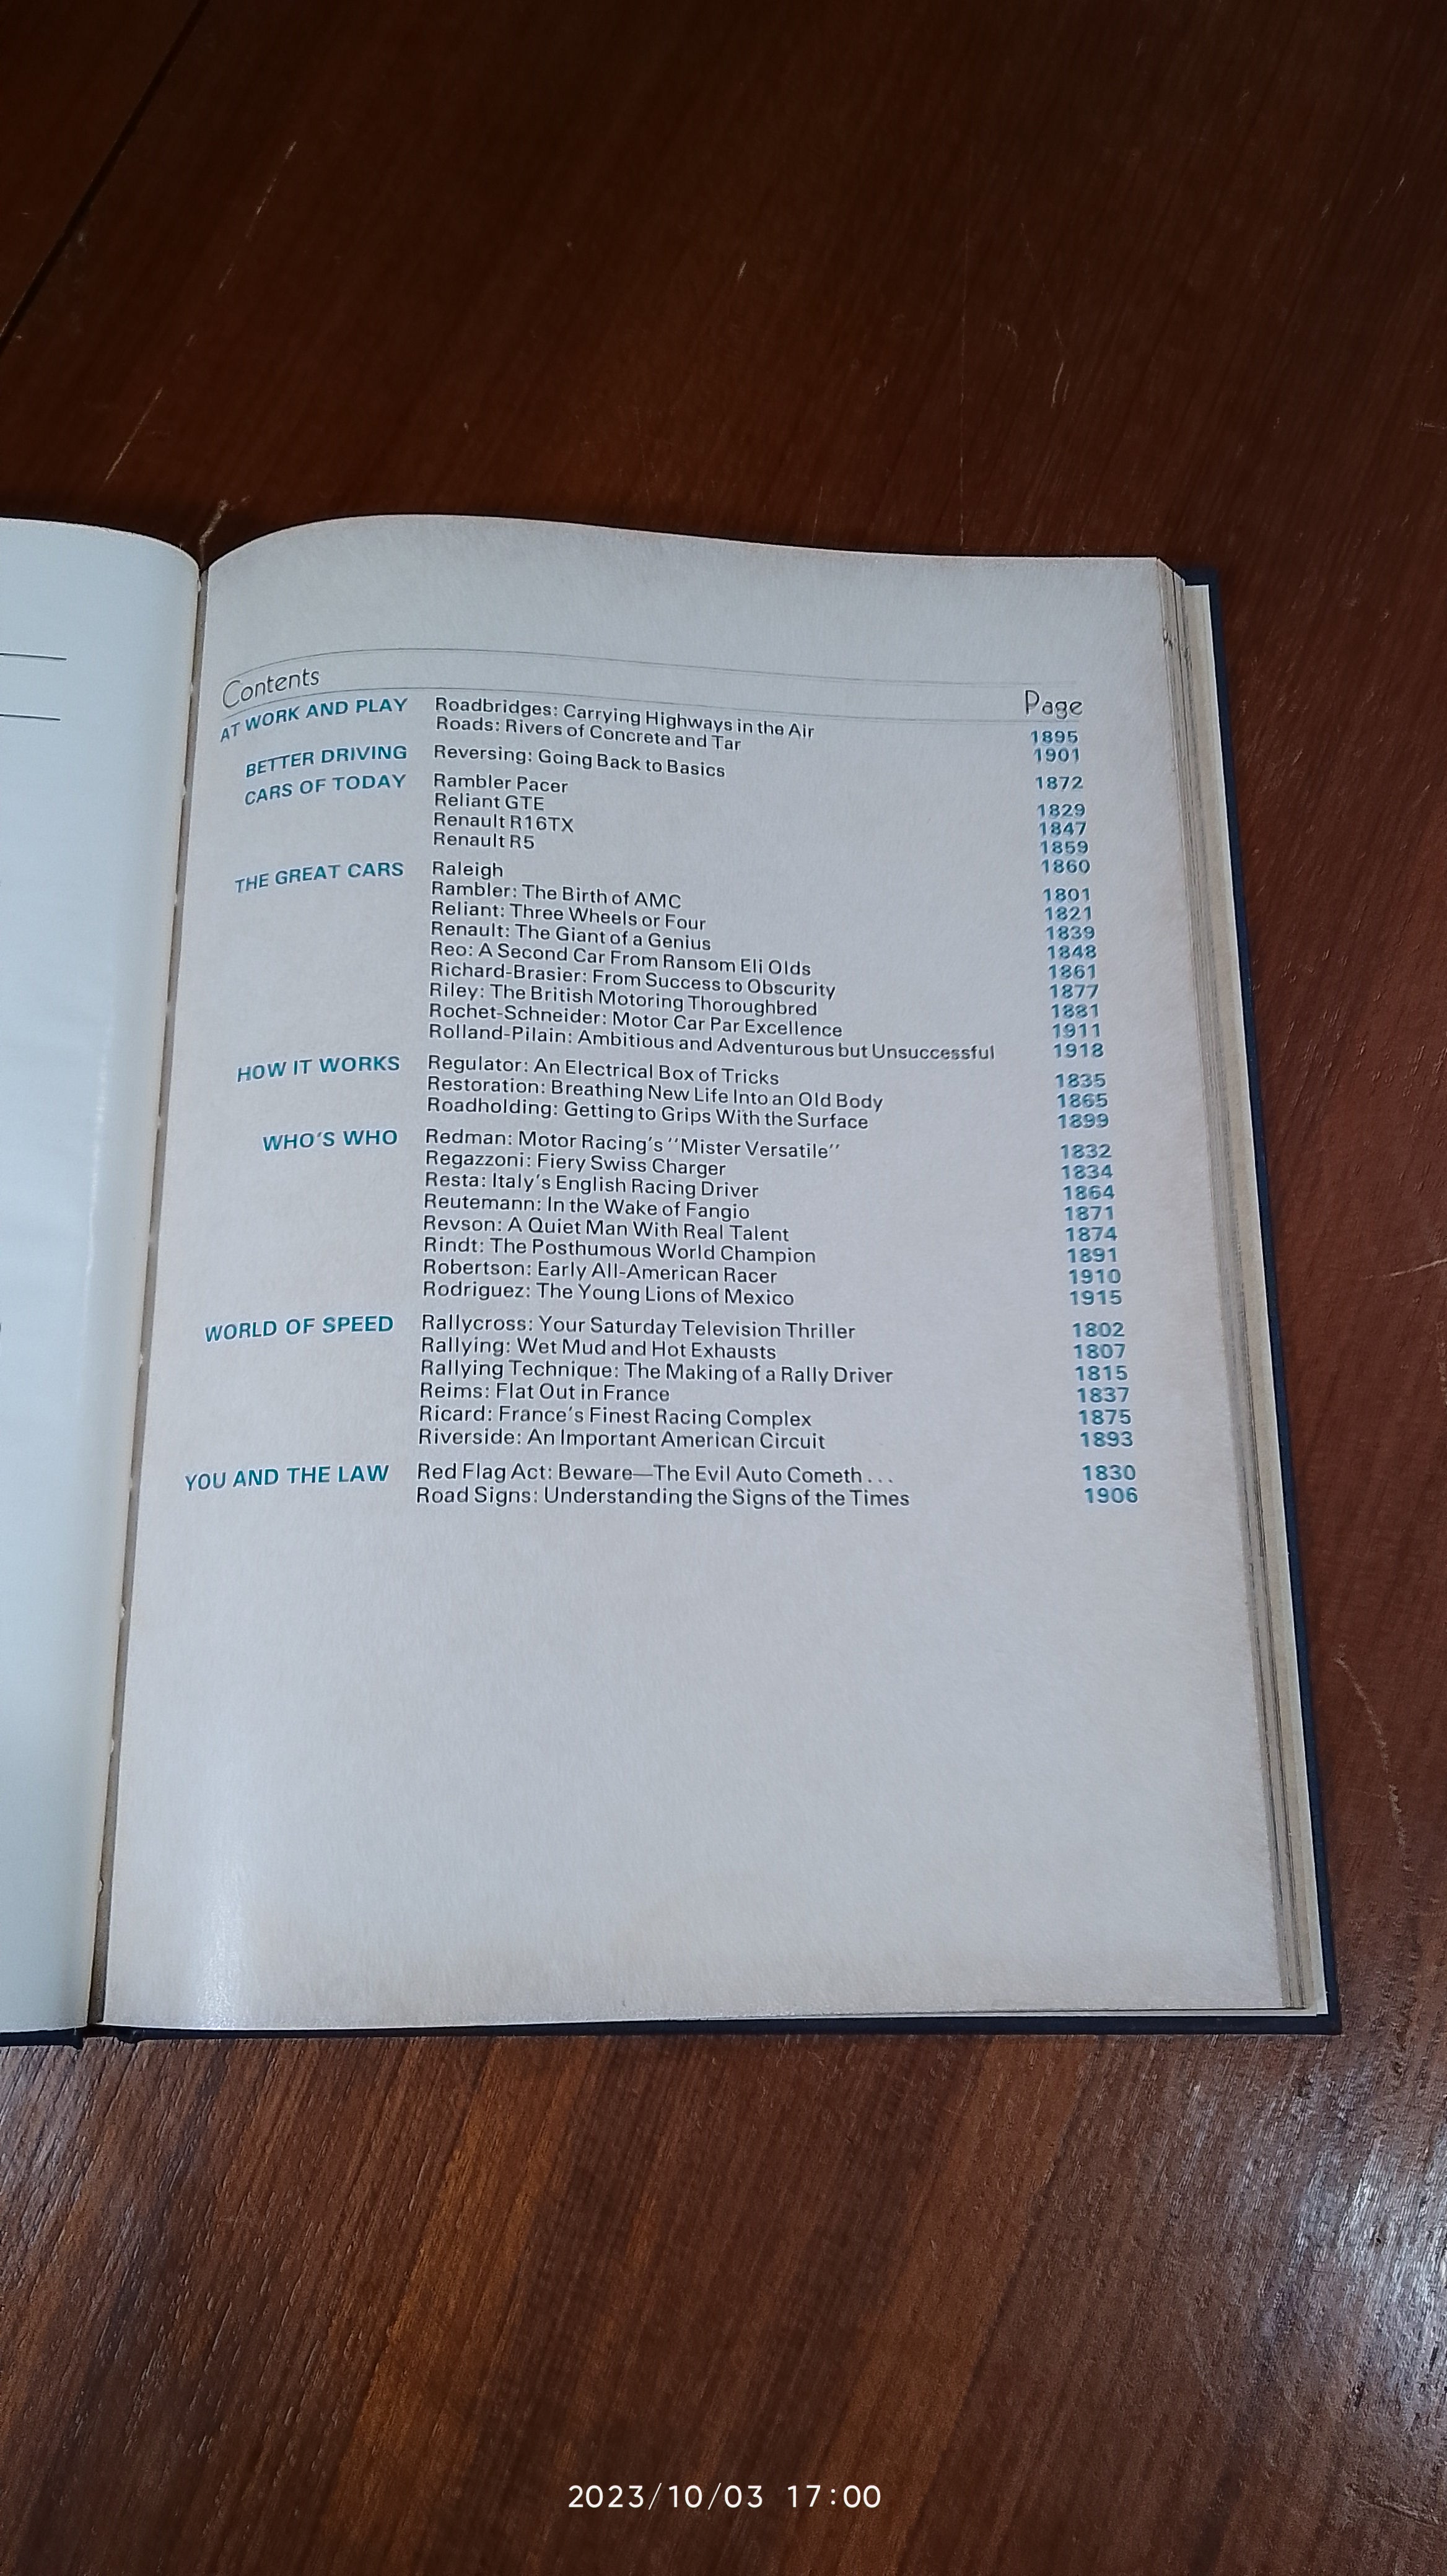 Contents Page
AT WORK AND PLAY Roadbridges: Carrying Highways in the Air 1895
Roads: Rivers of Concrete and Tar 1901
BETTER DRIVING Reversing: Going Back to Basics 1872
CARS OF TODAY Rambler Pacer 1829
Reliant GTE 1847
Renault R16TX 1859
Renault R5 1860
THE GREAT CARS Raleigh 1801
Rambler: The Birth of AMC 1821
Reliant: Three Wheels or Four 1839
Renault: The Giant of a Genius 1848
Reo: A Second Car From Ransom Eli Olds 1861
Richard-Brasier: From Success to Obscurity 1877
Riley: The British Motoring Thoroughbred 1881
Rochet-Schneider: Motor Car Par Excellence 1911
Rolland-Pilain: Ambitious and Adventurous but Unsuccessful 1918
HOW IT WORKS Regulator: An Electrical Box of Tricks 1835
Restoration: Breathing New Life Into an Old Body 1865
Roadholding: Getting to Grips With the Surface 1899
WHO'S WHO Redman: Motor Racing's "Mister Versatile" 1832
Regazzoni: Fiery Swiss Charger 1834
Resta: Italy's English Racing Driver 1864
Reutemann: In the Wake of Fangio 1871
Revson: A Quiet Man With Real Talent 1874
Rindt: The Posthumous World Champion 1891
Robertson: Early All-American Racer 1910
Rodriguez: The Young Lions of Mexico 1915
WORLD OF SPEED Rallycross: Your Saturday Television Thriller 1802
Rallying: Wet Mud and Hot Exhausts 1807
Rallying Technique: The Making of a Rally Driver 1815
Reims: Flat Out in France 1837
Ricard: France's Finest Racing Complex 1875
Riverside: An Important American Circuit 1893
YOU AND THE LAW Red Flag Act: Beware—The Evil Auto Cometh . . . 1830
Road Signs: Understanding the Signs of the Times 1906
2023/10/03 17:00